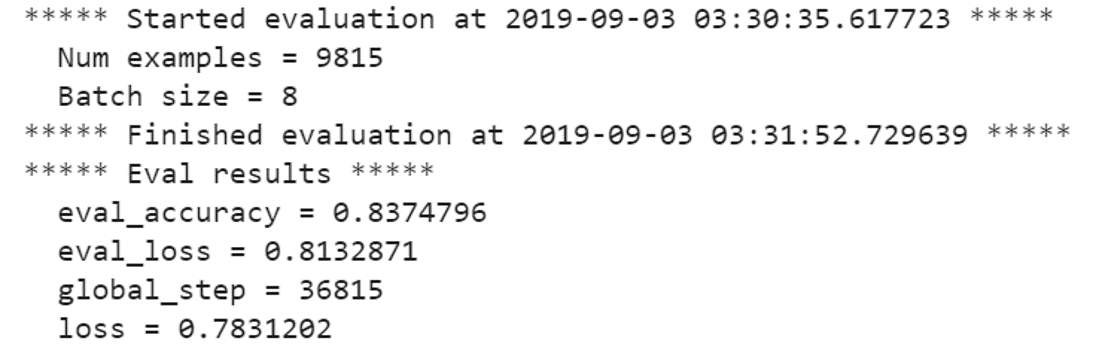 ***** Started evaluation at 2019-09-03 03:30:35.617723 *****
Num examples = 9815
Batch size = 8
***** Finished evaluation at 2019-09-03 03:31:52.729639 *****
***** Eval results *****
eval_accuracy = 0.8374796
eval_loss = 0.8132871
global_step = 36815
loss = 0.7831202